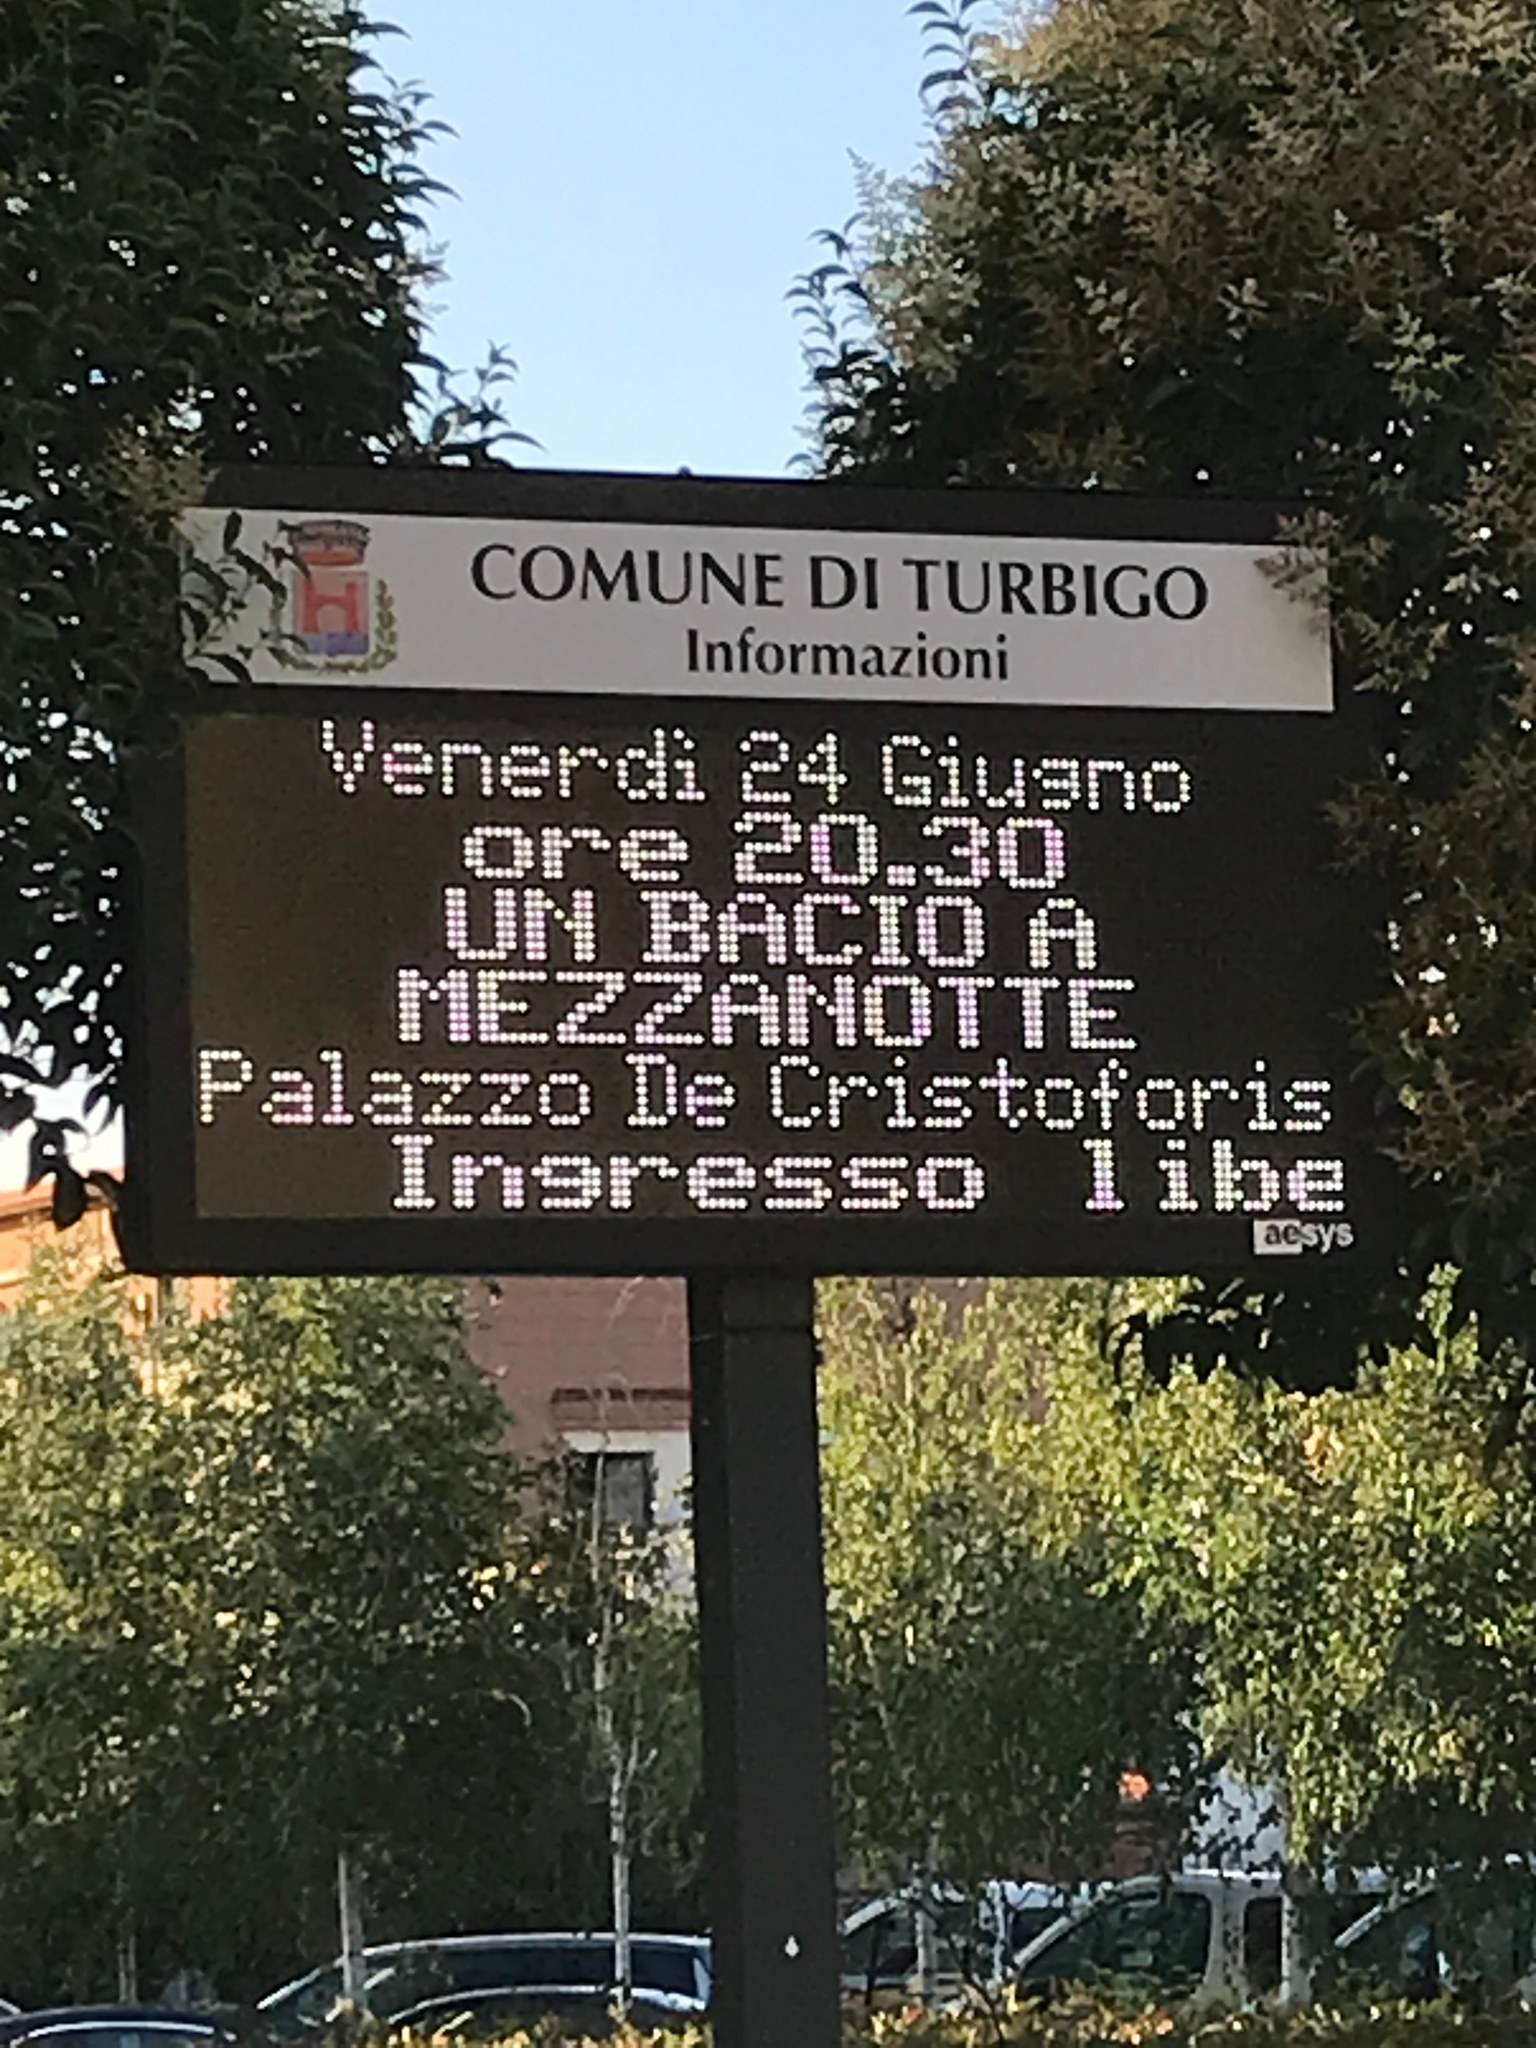 COMUNE DI TURBIGO
Informazioni
Venerdì 24 Giugno
ore 20.30
UN BACIO A
MEZZANOTTE
Palazzo De Cristoforis
Ingresso libe
aesys